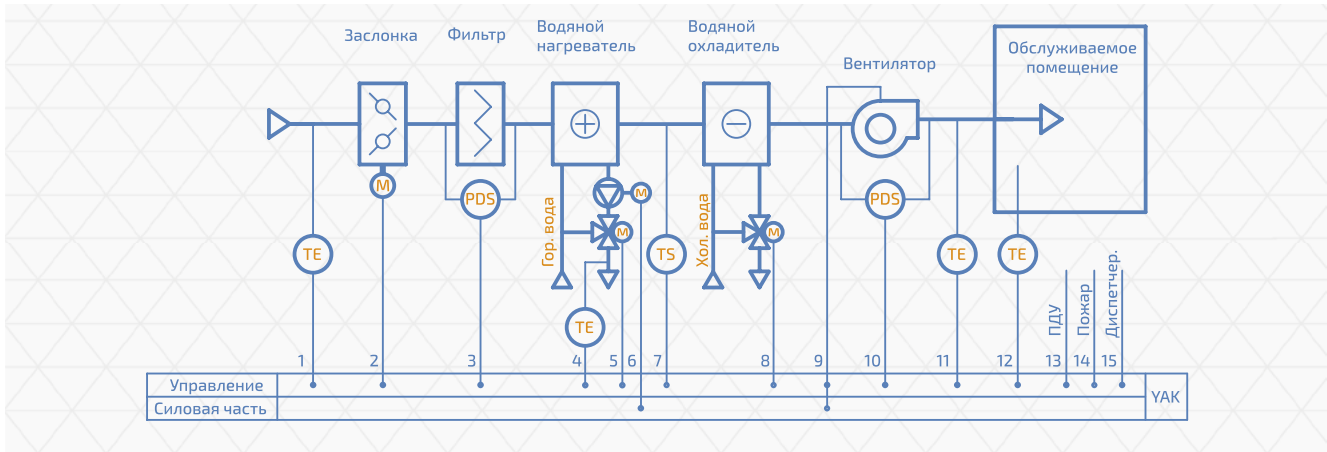 Заслонка
Фильтр
Водяной
нагреватель
Водяной
охладитель
Вентилятор
Обслуживаемое
помещение
M
PDS
M
M
Гор. вода
TE
TE
TS
Хол. вода
M
PDS
TE
TE
ПДУ
Пожар
Диспетчер.
1
2
3
4
5
6
7
8
9
10
11
12
13
14
15
Управление
Силовая часть
YAK